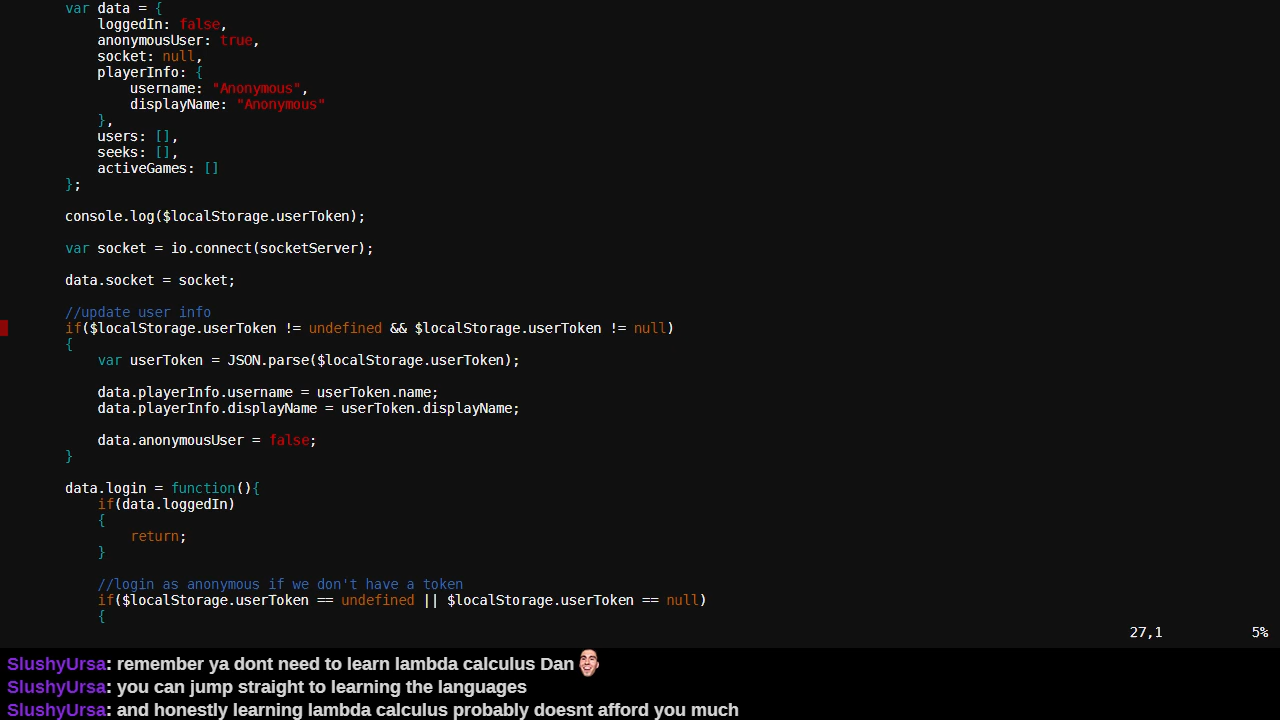 var data = {
loggedIn: false,
anonymousUser: true,
socket: null,
playerInfo: {
username: "Anonymous",
displayName: "Anonymous"
},
users: [],
seeks: [],
activeGames: []
};
console.log($localStorage.userToken);
var socket = io.connect(socketServer);
data.socket = socket;
//update user info
if($localStorage.userToken != undefined && $localStorage.userToken != null)
{
var userToken = JSON.parse($localStorage.userToken);
data.playerInfo.username = userToken.name;
data.playerInfo.displayName = userToken.displayName;
data.anonymousUser = false;
}
data.login = function(){
if(data.loggedIn)
{
return;
}
//login as anonymous if we don't have a token
if($localStorage.userToken == undefined || $localStorage.userToken == null)
{
27,1 5%
SlushyUrsa: remember ya dont need to learn lambda calculus Dan
SlushyUrsa: you can jump straight to learning the languages
SlushyUrsa: and honestly learning lambda calculus probably doesnt afford you much